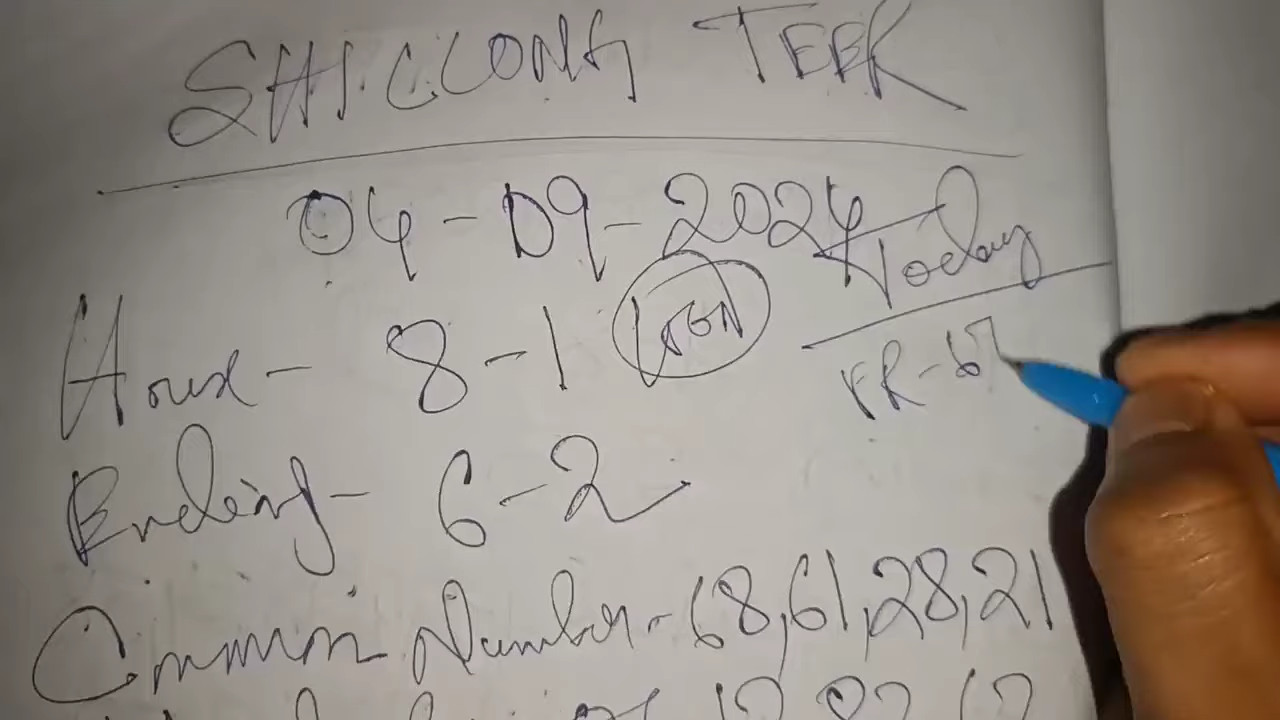 SHILLONG TEER
04-09-2024
Today
House- 8-1
FR-67
Ending- 6-2
Common Number- 68,61,28,21